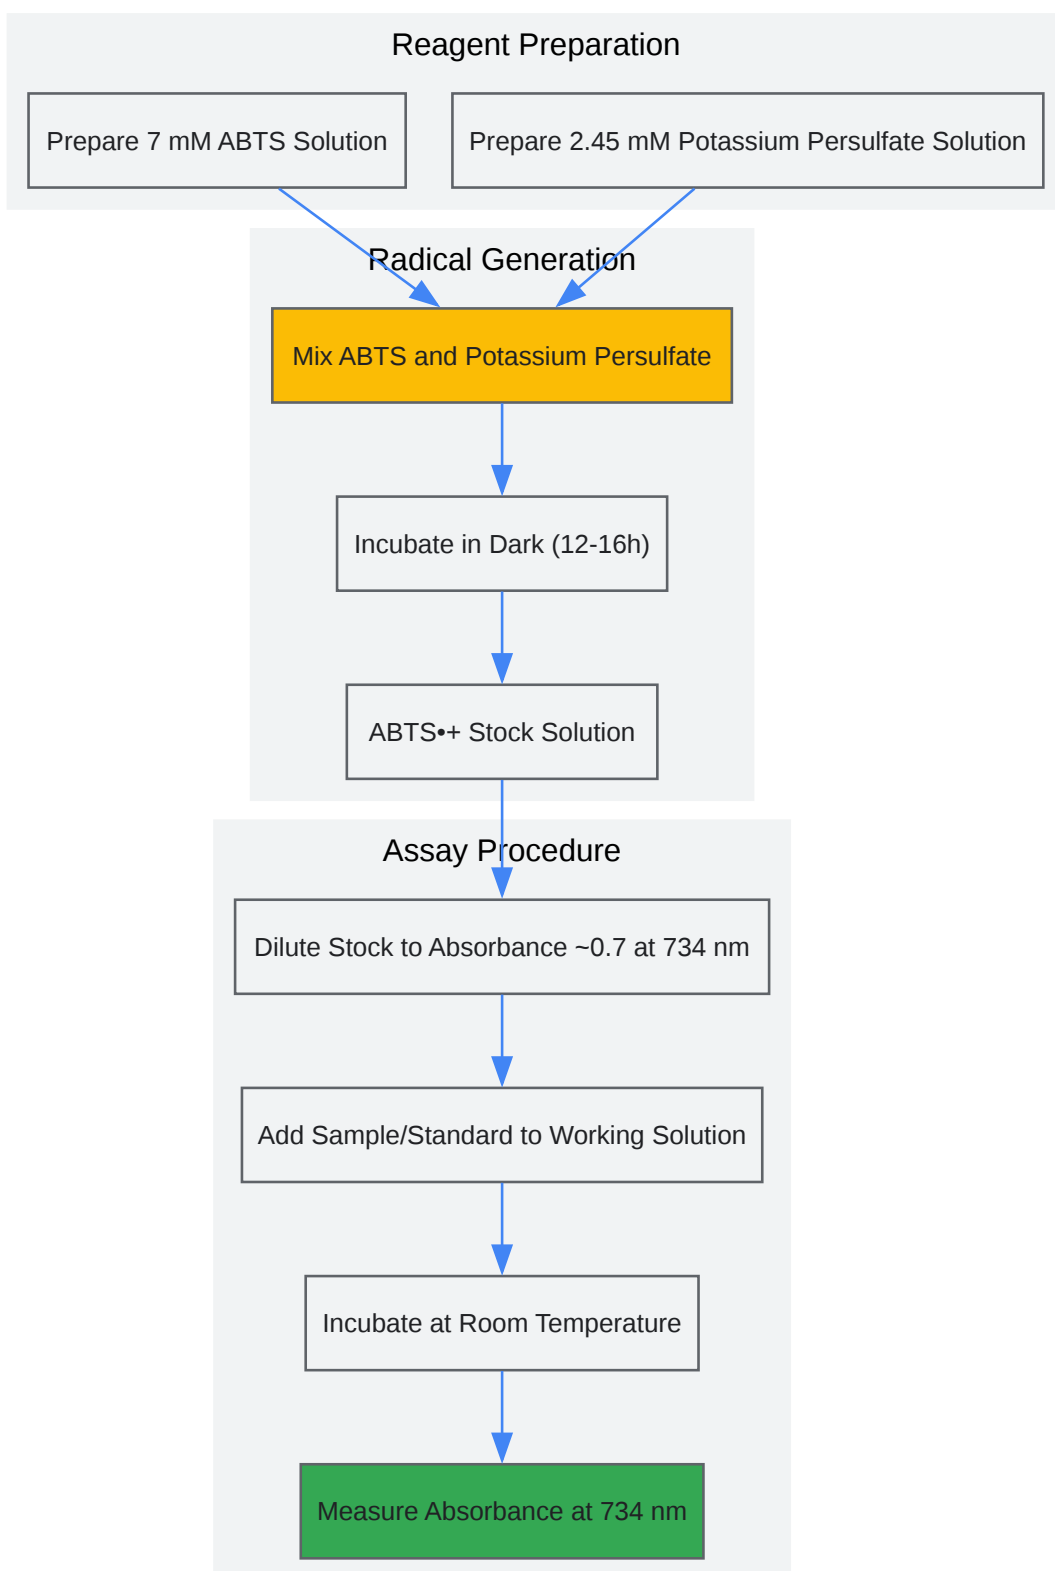 Reagent Preparation
Prepare 7 mM ABTS Solution
Prepare 2.45 mM Potassium Persulfate Solution
Radical Generation
Mix ABTS and Potassium Persulfate
Incubate in Dark (12-16h)
ABTS•+ Stock Solution
Assay Procedure
Dilute Stock to Absorbance ~0.7 at 734 nm
Add Sample/Standard to Working Solution
Incubate at Room Temperature
Measure Absorbance at 734 nm